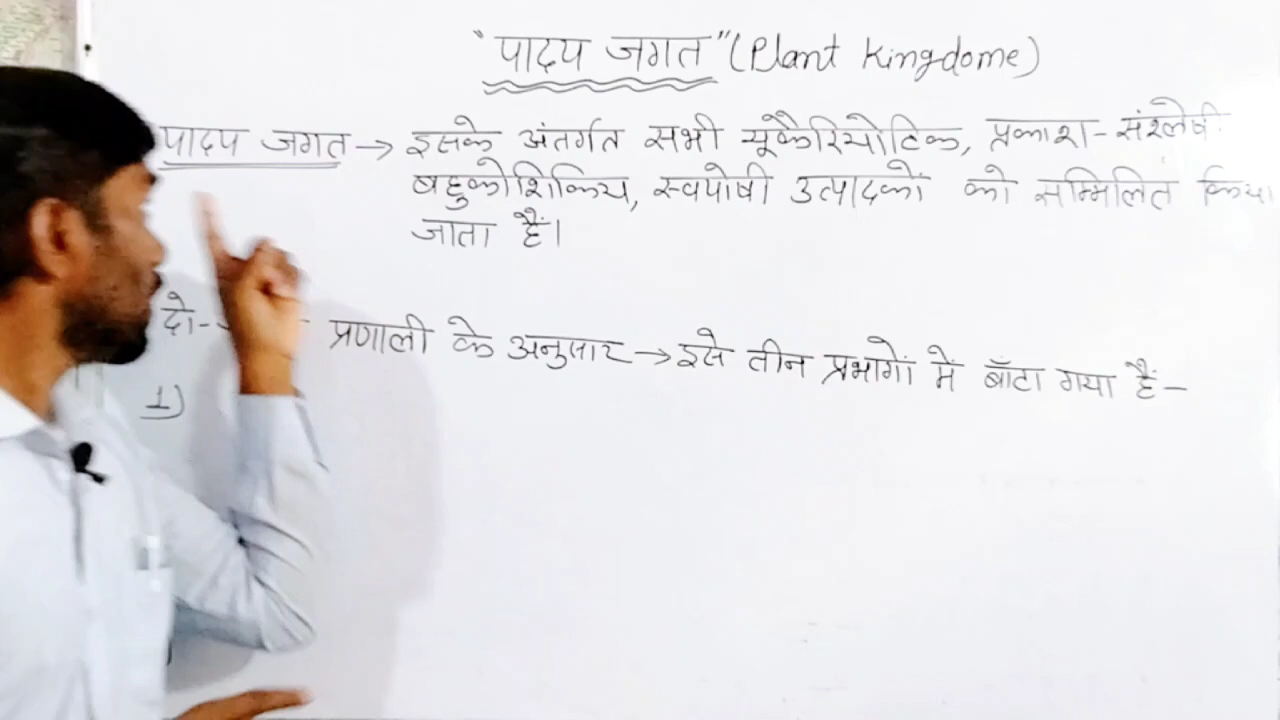 "पादप जगत" (Plant Kingdome)
पादप जगत → इसके अंतर्गत सभी यूकैरियोटिक, प्रकाश-संश्लेषी
बहुकोशिकिय, स्वपोषी उत्पादकों को सम्मिलित किया
जाता हैं।
दो- प्रणाली के अनुसार → इसे तीन प्रभागों में बाँटा गया हैं-
1)